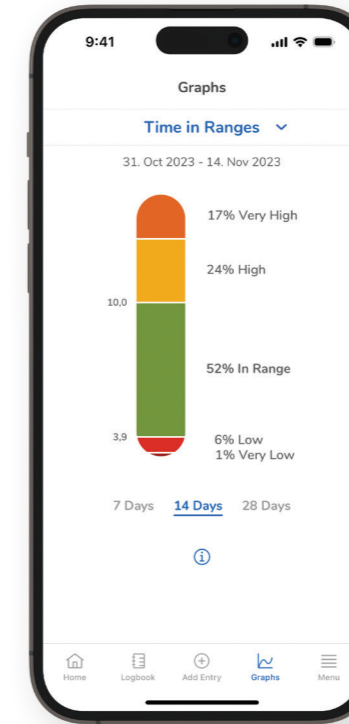 9:41
Graphs
Time in Ranges
31. Oct 2023 - 14. Nov 2023
17% Very High
24% High
10,0
52% In Range
3,9
6% Low
1% Very Low
7 Days 14 Days 28 Days
Home Logbook Add Entry Graphs Menu